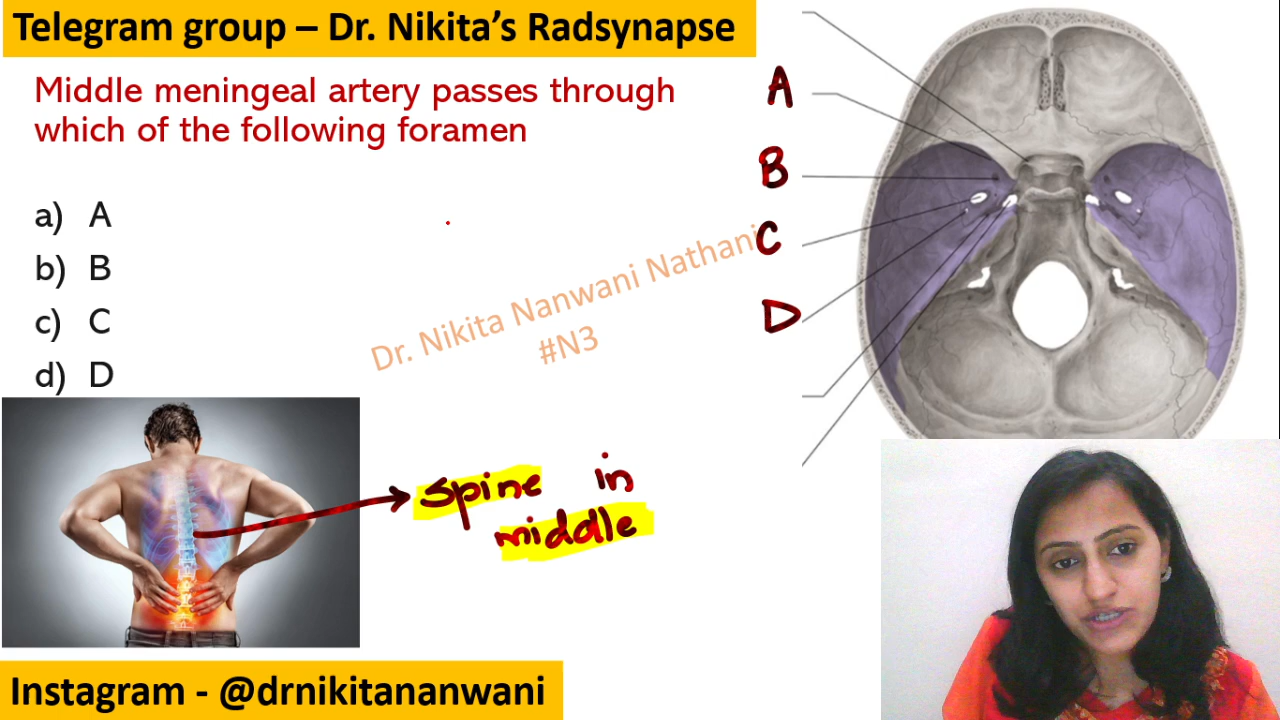 Telegram group – Dr. Nikita’s Radsynapse
Middle meningeal artery passes through
which of the following foramen
a) A
b) B
c) C
d) D
A
B
C
D
Dr. Nikita Nanwani Nathani
#N3
spine in
middle
Instagram - @drnikitananwani